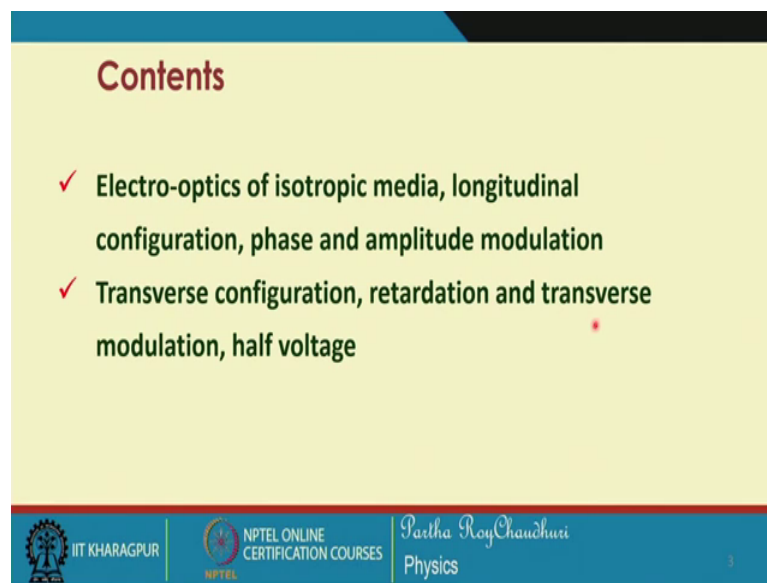 Contents
✓ Electro-optics of isotropic media, longitudinal
configuration, phase and amplitude modulation
✓ Transverse configuration, retardation and transverse
modulation, half voltage
IIT KHARAGPUR
NPTEL
NPTEL ONLINE
CERTIFICATION COURSES
Partha RoyChaudhuri
Physics
3